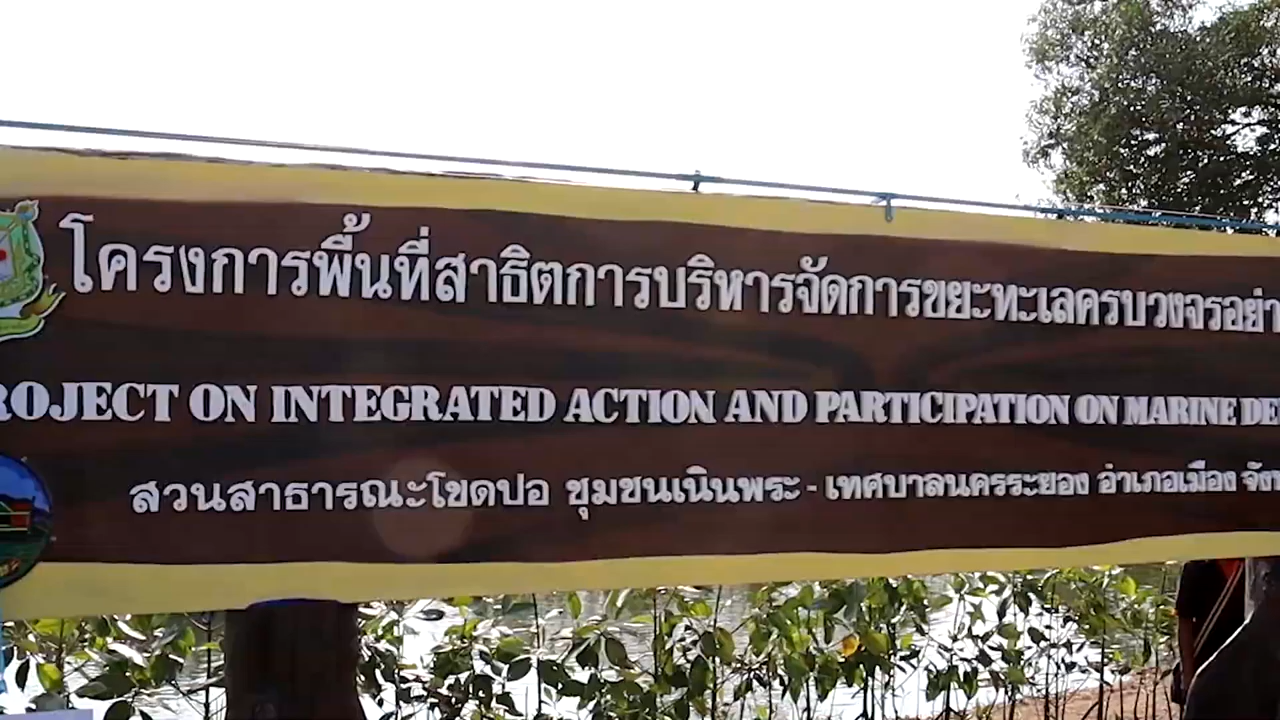 โครงการพื้นที่สาธิตการบริหารจัดการขยะทะเลครบวงจรอย่า
ROJECT ON INTEGRATED ACTION AND PARTICIPATION ON MARINE DE
สวนสาธารณะโขดปอ ชุมชนเนินพระ - เทศบาลนครระยอง อำเภอเมือง จัง